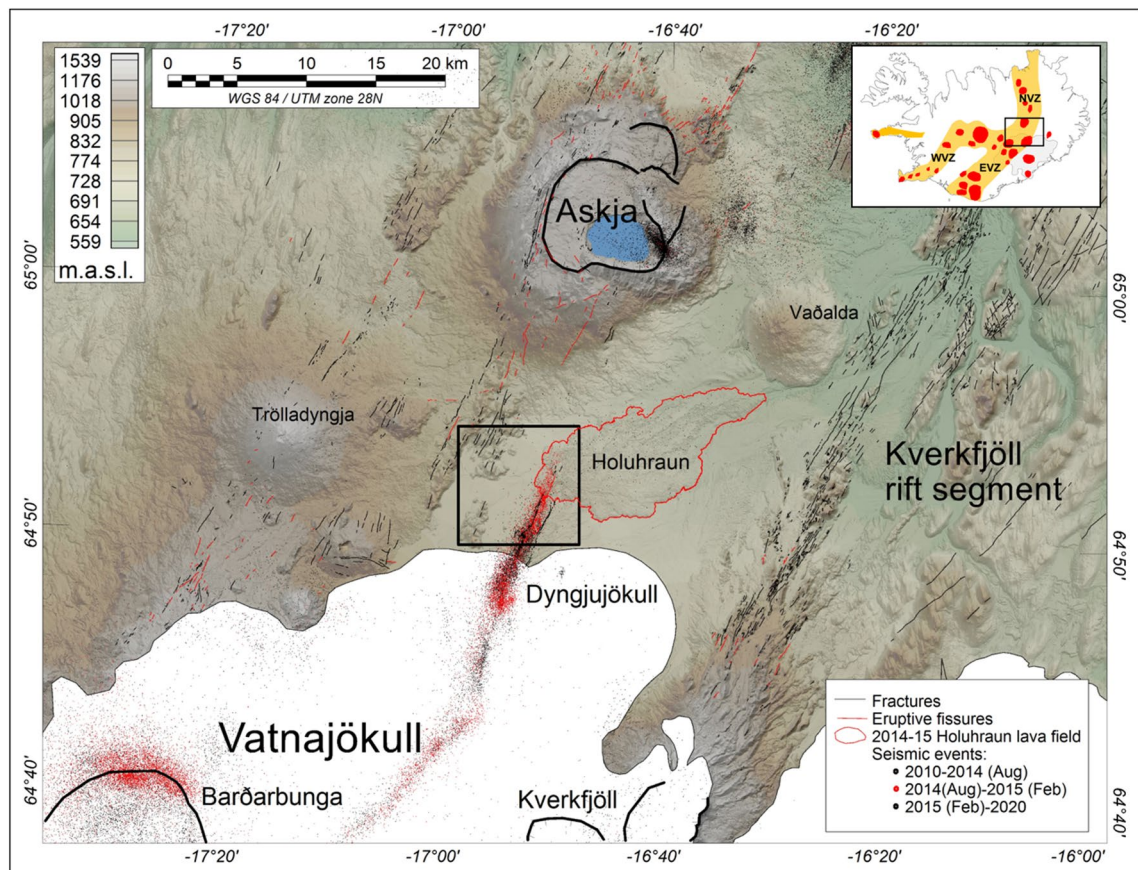 -17°20'
-17°00'
-16°40'
-16°20'
1539
1176
1018
905
832
774
728
691
654
559
m.a.s.l.
0 5 10 15 20 km
WGS 84 / UTM zone 28N
NVZ
WVZ
EVZ
Askja
65°00'
65°00'
Vaðalda
Trölladyngja
Holuhraun
Kverkfjöll
rift segment
64°50'
64°50'
Dyngjujökull
Vatnajökull
Barðarbunga
Kverkfjöll
64°40'
64°40'
Fractures
Eruptive fissures
2014-15 Holuhraun lava field
Seismic events:
2010-2014 (Aug)
2014(Aug)-2015 (Feb)
2015 (Feb)-2020
-17°20'
-17°00'
-16°40'
-16°20'
-16°00'